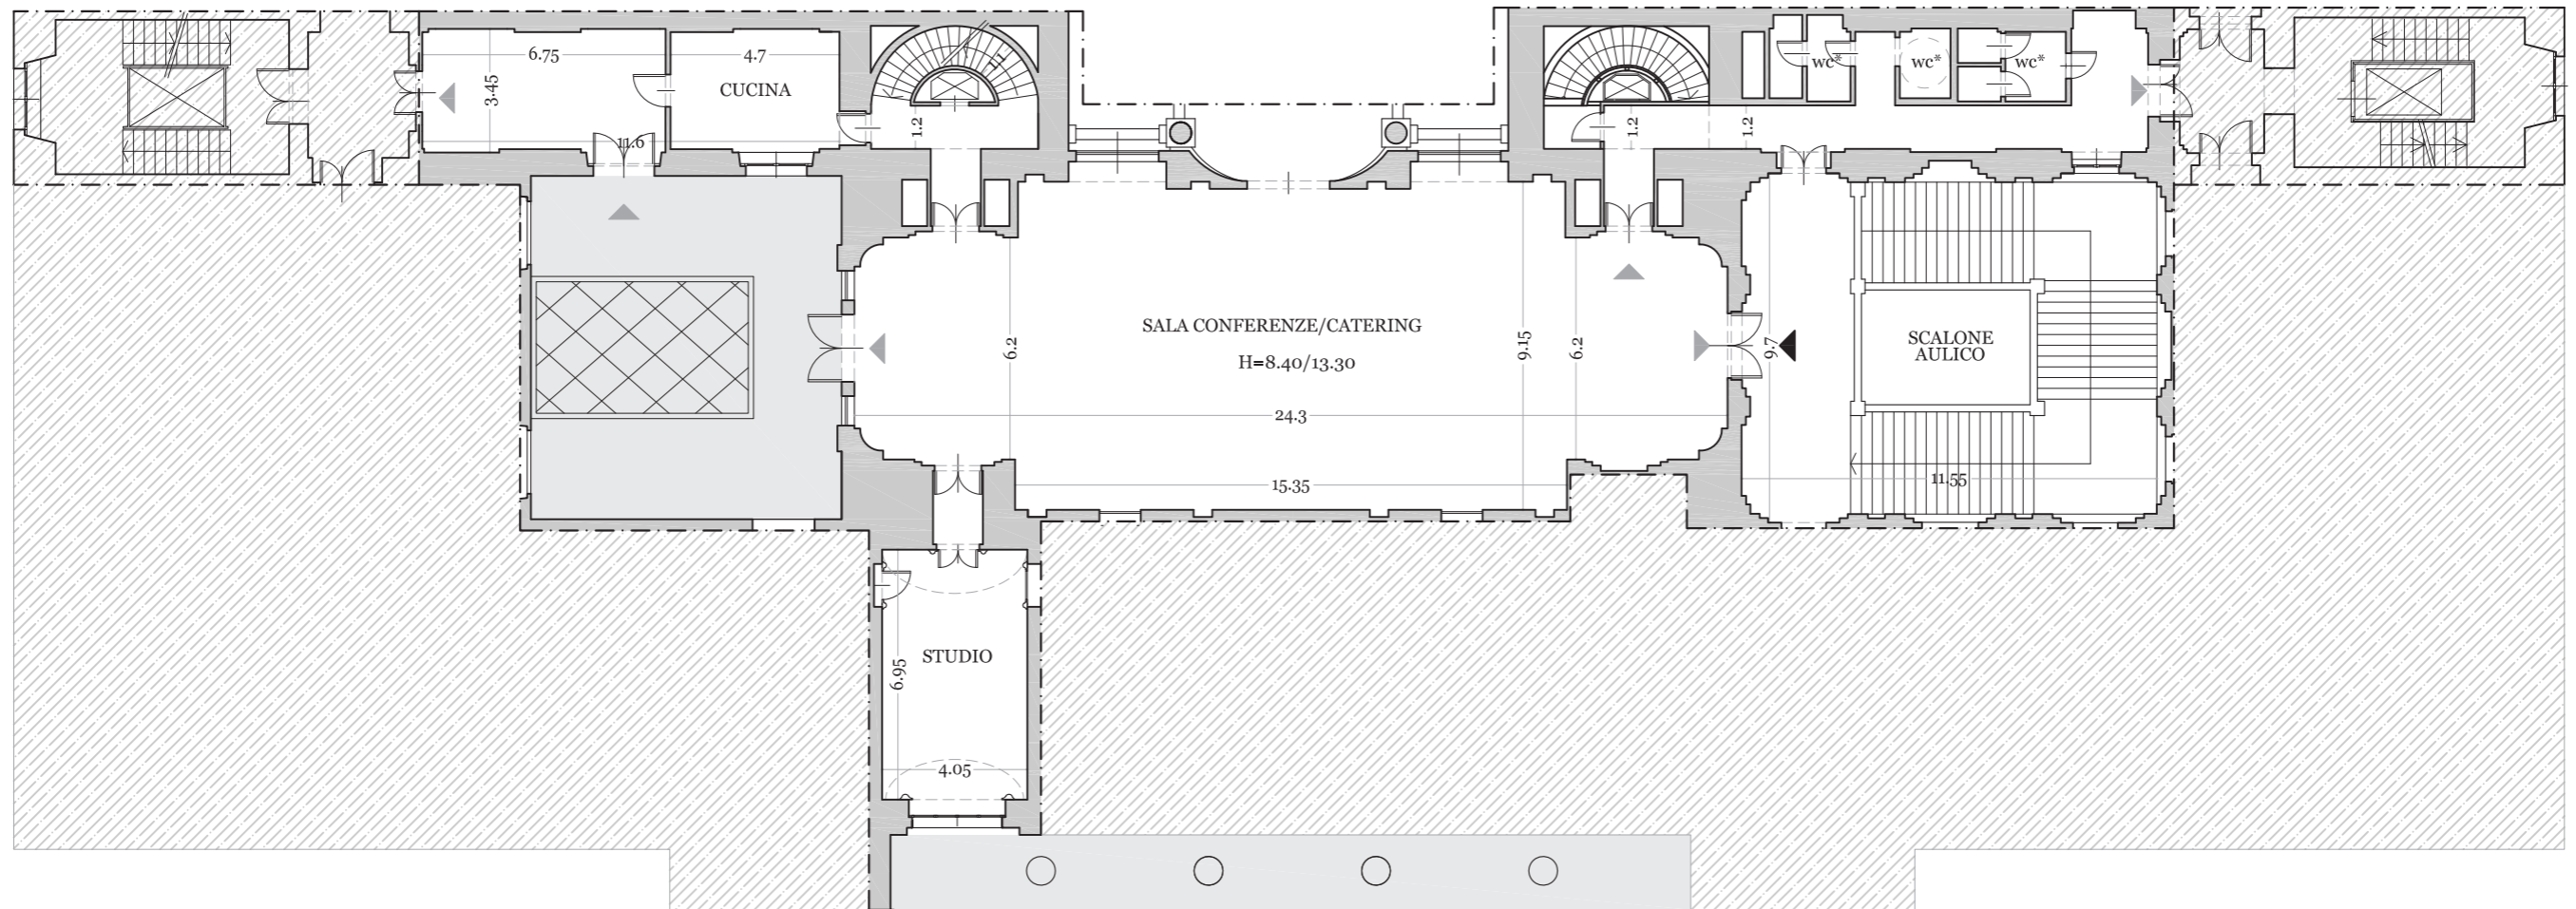 6.75
4.7
3.45
CUCINA
11.6
1.2
11
1.2
1.2
wc*
wc*
wc*
SALA CONFERENZE/CATERING
H=8.40/13.30
6.2
9.15
6.2
9.7
SCALONE
AULICO
24.3
15.35
11.55
STUDIO
6.95
4.05